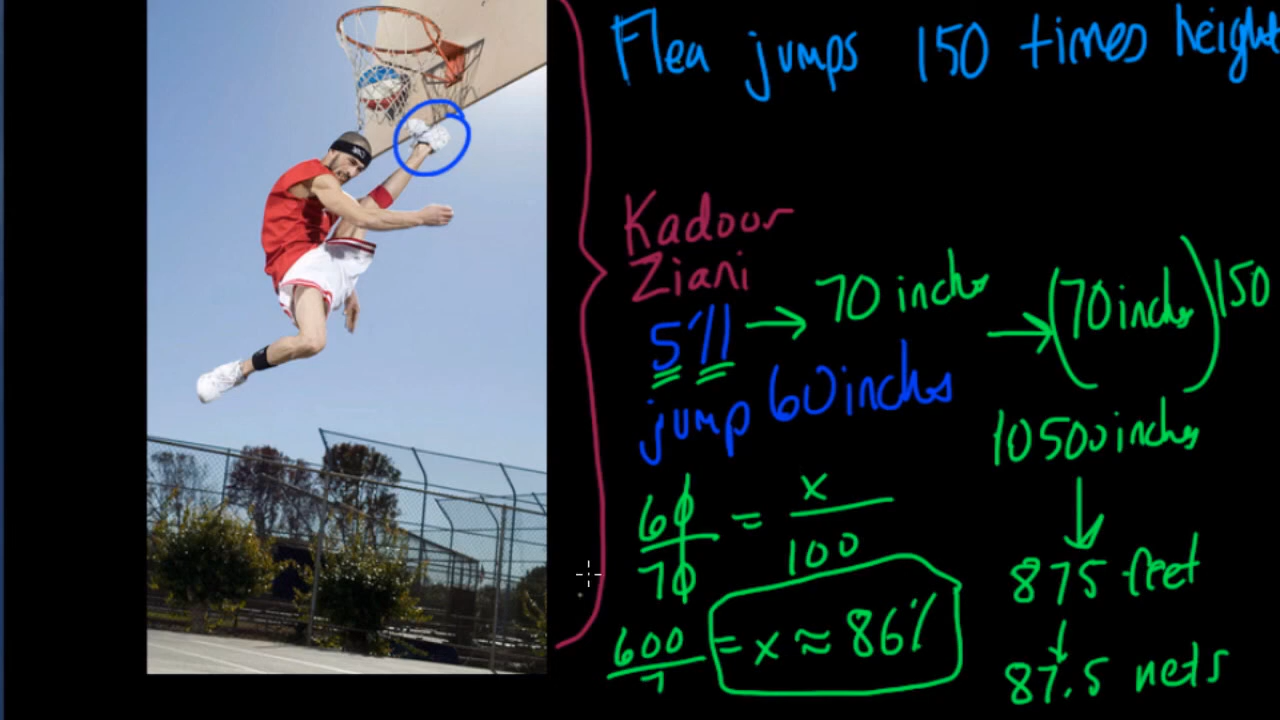 Flea jumps 150 times height
Kadour
Ziani
5'11 → 70 inches → (70 inches)150
jump 60 inches
10500 inches
60/70 = x/100
875 feet
600/7 = x ≈ 86%
87.5 nets